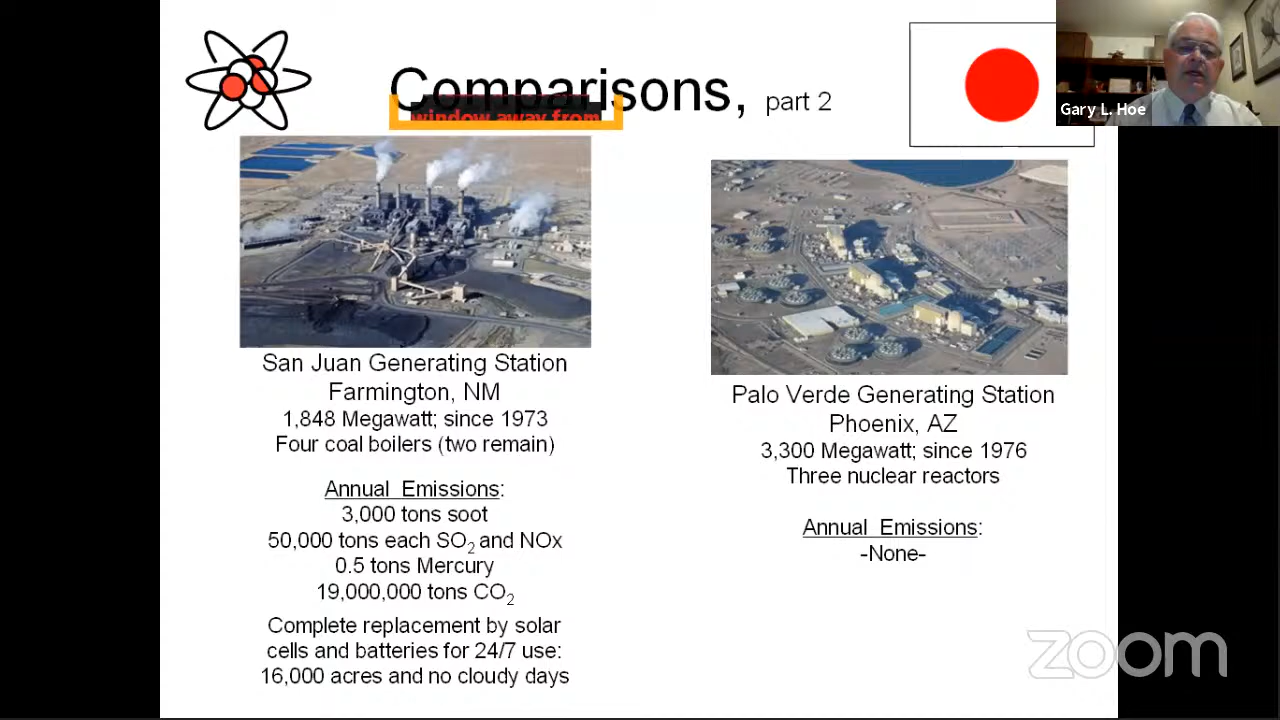 Comparisons, part 2
window away from
Gary L. Hoe
San Juan Generating Station
Farmington, NM
1,848 Megawatt; since 1973
Four coal boilers (two remain)
Annual Emissions:
3,000 tons soot
50,000 tons each SO2 and NOx
0.5 tons Mercury
19,000,000 tons CO2
Complete replacement by solar
cells and batteries for 24/7 use:
16,000 acres and no cloudy days
Palo Verde Generating Station
Phoenix, AZ
3,300 Megawatt; since 1976
Three nuclear reactors
Annual Emissions:
-None-
zoom